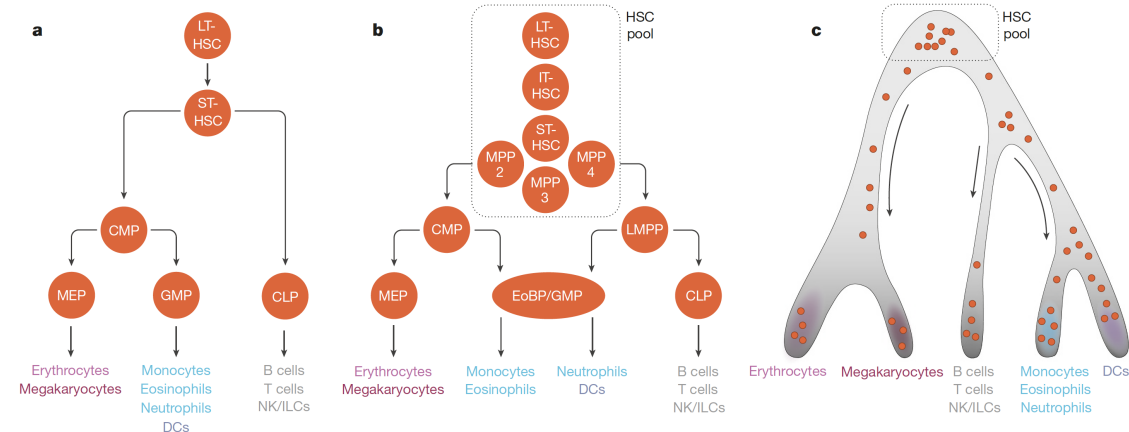 a
LT-
HSC
ST-
HSC
CMP
MEP
GMP
CLP
Erythrocytes
Megakaryocytes
Monocytes
Eosinophils
Neutrophils
DCs
B cells
T cells
NK/ILCs
b
HSC
pool
LT-
HSC
IT-
HSC
ST-
HSC
MPP
2
MPP
4
MPP
3
CMP
LMPP
MEP
EoBP/GMP
CLP
Erythrocytes
Megakaryocytes
Monocytes
Eosinophils
Neutrophils
DCs
B cells
T cells
NK/ILCs
c
HSC
pool
Erythrocytes
Megakaryocytes
B cells
T cells
NK/ILCs
Monocytes
Eosinophils
Neutrophils
DCs